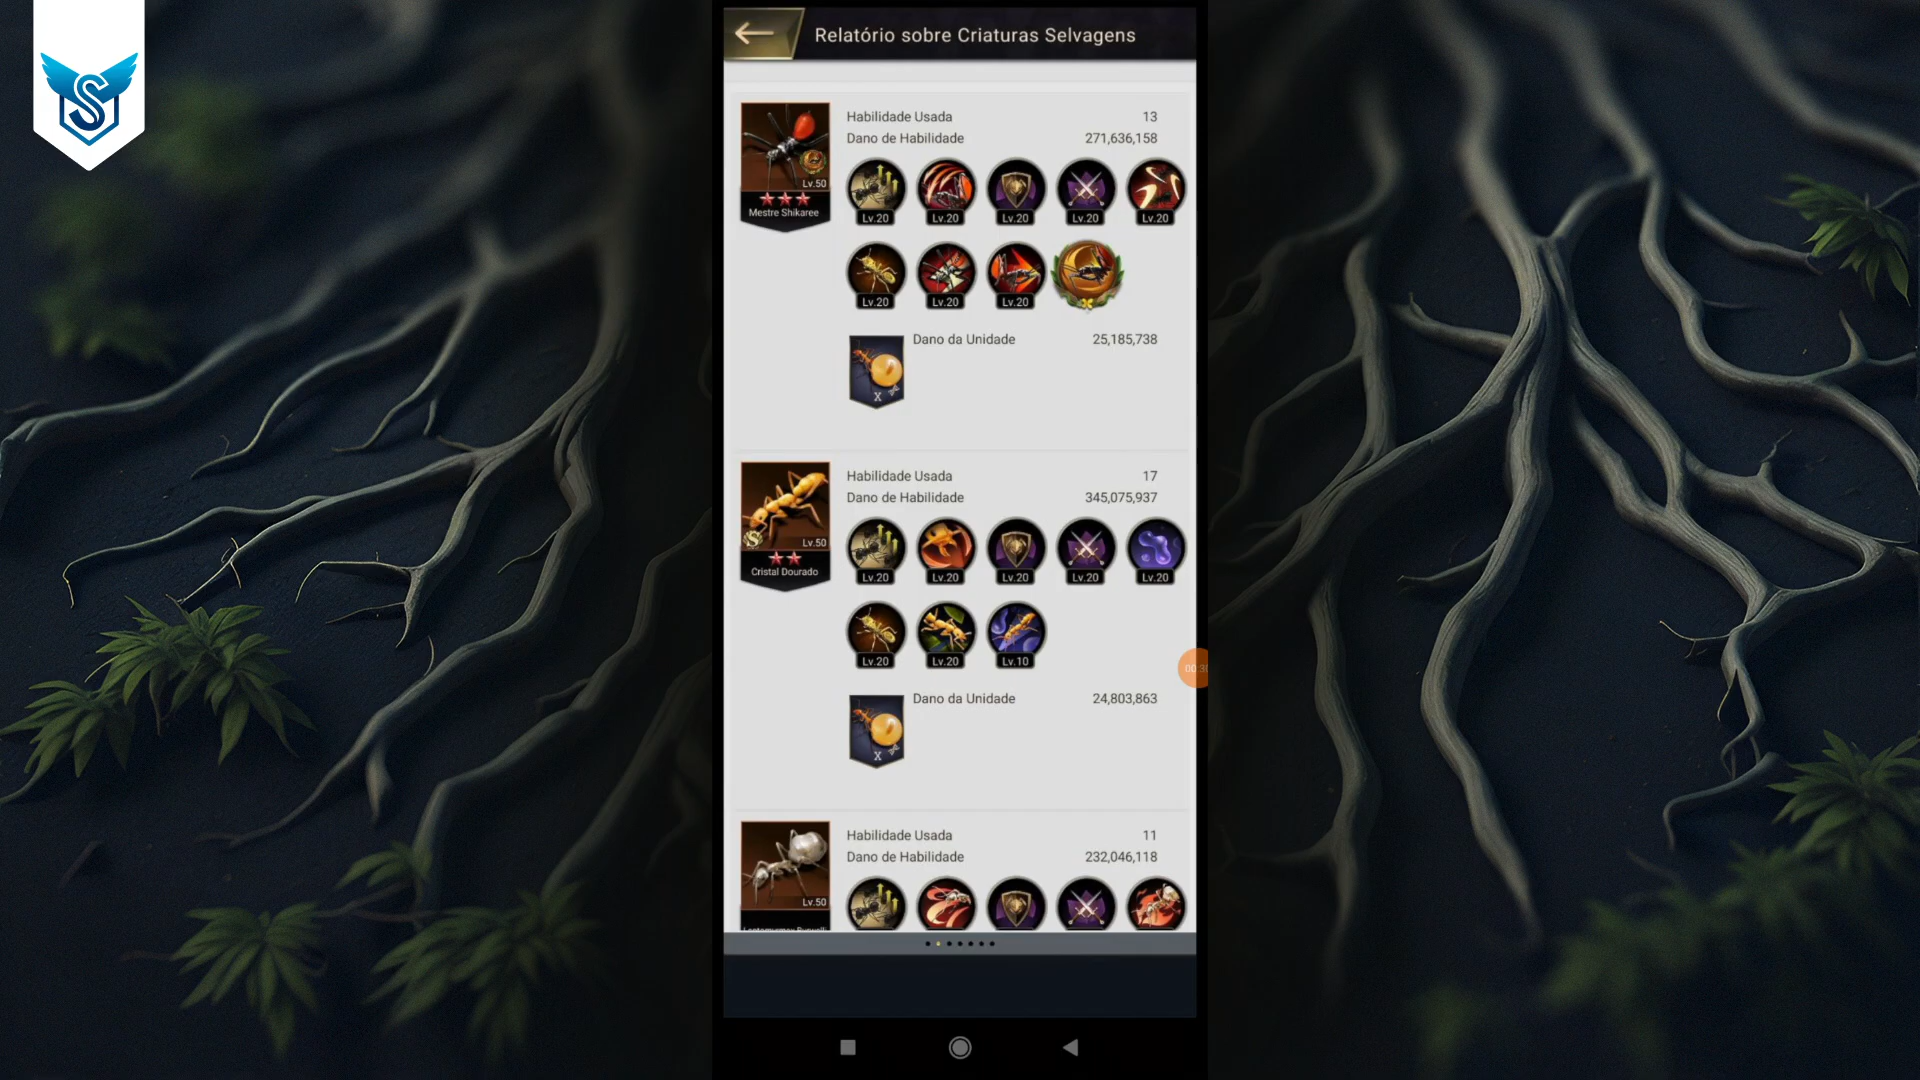 S
Relatório sobre Criaturas Selvagens
Habilidade Usada 13
Dano de Habilidade 271,636,158
Lv.50
Mestre Shikaree
Lv.20 Lv.20 Lv.20 Lv.20 Lv.20
Lv.20 Lv.20 Lv.20
Dano da Unidade 25,185,738
X
Habilidade Usada 17
Dano de Habilidade 345,075,937
S
Lv.50
Cristal Dourado
Lv.20 Lv.20 Lv.20 Lv.20 Lv.20
Lv.20 Lv.20 Lv.10
Dano da Unidade 24,803,863
X
Habilidade Usada 11
Dano de Habilidade 232,046,118
Lv.50